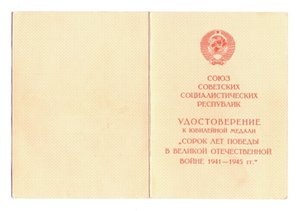 СОЮЗ
СОВЕТСКИХ
СОЦИАЛИСТИЧЕСКИХ
РЕСПУБЛИК
УДОСТОВЕРЕНИЕ
К ЮБИЛЕЙНОЙ МЕДАЛИ
„СОРОК ЛЕТ ПОБЕДЫ
В ВЕЛИКОЙ ОТЕЧЕСТВЕННОЙ
ВОЙНЕ 1941—1945 гг."